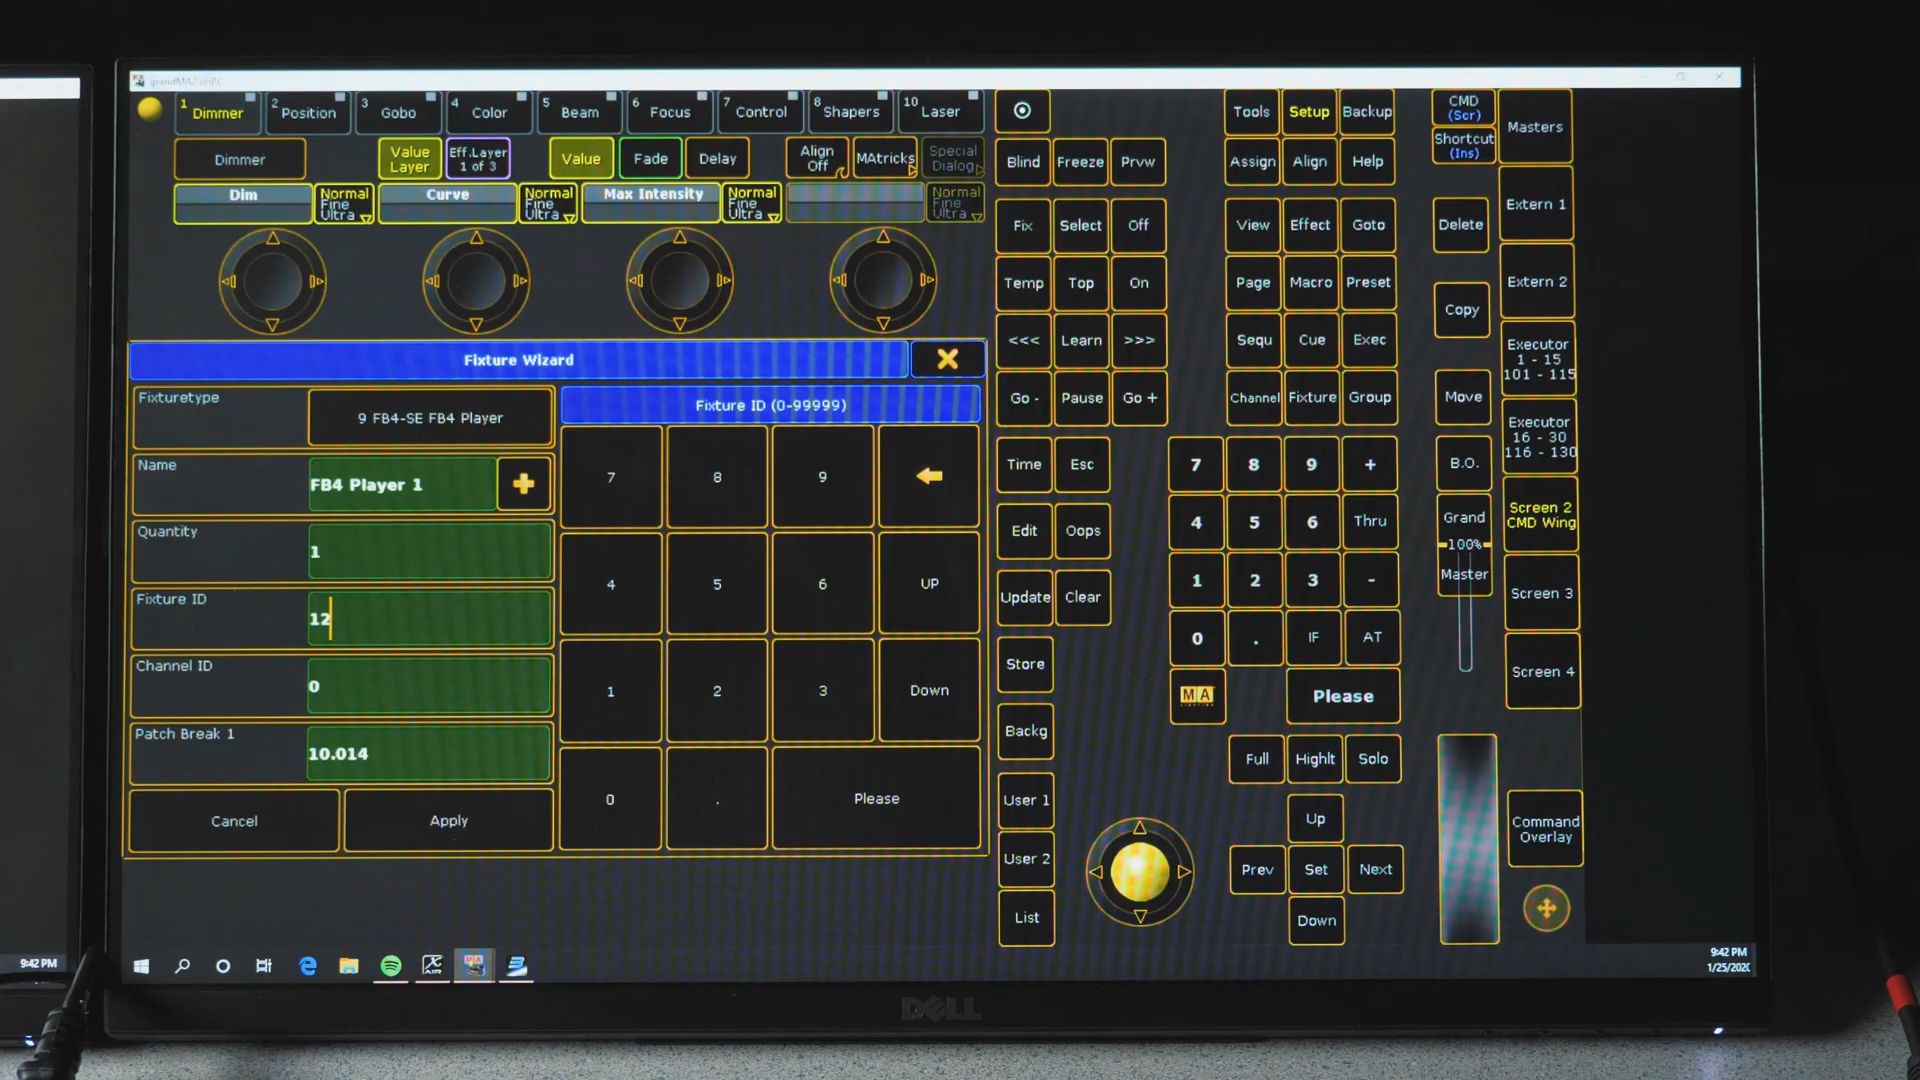 grandMA2 onPC
1 Dimmer
2 Position
3 Gobo
4 Color
5 Beam
6 Focus
7 Control
8 Shapers
10 Laser
Dimmer
Value
Layer
Eff.Layer
1 of 3
Value
Fade
Delay
Align
Off
MAtricks
Special
Dialog
Dim
Normal
Fine
Ultra
Curve
Normal
Fine
Ultra
Max Intensity
Normal
Fine
Ultra
Normal
Fine
Ultra
Fixture Wizard
Fixturetype
9 FB4-SE FB4 Player
Name
FB4 Player 1
Quantity
1
Fixture ID
12
Channel ID
0
Patch Break 1
10.014
Cancel
Apply
Fixture ID (0-99999)
7
8
9
4
5
6
UP
1
2
3
Down
0
.
Please
Blind
Freeze
Prvw
Fix
Select
Off
Temp
Top
On
<<<
Learn
>>>
Go -
Pause
Go +
Time
Esc
Edit
Oops
Update
Clear
Store
Backg
User 1
User 2
List
Tools
Setup
Backup
Assign
Align
Help
View
Effect
Goto
Page
Macro
Preset
Sequ
Cue
Exec
Channel
Fixture
Group
7
8
9
+
4
5
6
Thru
1
2
3
-
0
.
IF
AT
MA
Please
Full
Highlt
Solo
Up
Prev
Set
Next
Down
CMD
(Scr)
Shortcut
(Ins)
Delete
Copy
Move
B.O.
Grand
100%
Master
Masters
Extern 1
Extern 2
Executor
1 - 15
101 - 115
Executor
16 - 30
116 - 130
Screen 2
CMD Wing
Screen 3
Screen 4
Command
Overlay
9:42 PM
X
AIR
MA
9:42 PM
1/25/2020
DELL